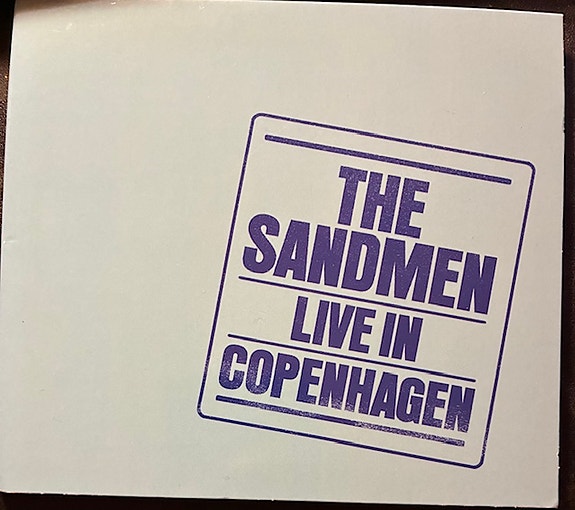 THE
SANDMEN
LIVE IN
COPENHAGEN